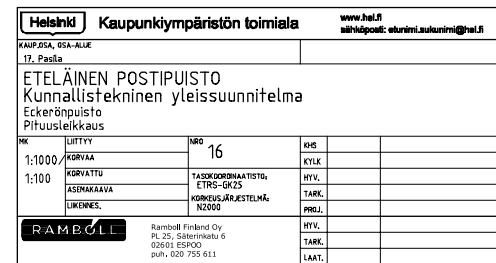 Helsinki Kaupunkiympäristön toimiala
www.hel.fi
sähköposti: etunimi.sukunimi@hel.fi
KAUP.OSA, OSA-ALUE
17. Pasila
ETELÄINEN POSTIPUISTO
Kunnallistekninen yleissuunnitelma
Eckerönpuisto
Pituusleikkaus
MK
1:1000/
1:100
LIITTYY
KORVAA
KORVATTU
ASEMAKAAVA
LIIKENNES.
NRO
16
TASOKOORDINAATISTO:
ETRS-GK25
KORKEUSJÄRJESTELMÄ:
N2000
KHS
KYLK
HYV.
TARK.
PROJ.
RAMBOLL
Ramboll Finland Oy
PL 25, Säterinkatu 6
02601 ESPOO
puh. 020 755 611
HYV.
TARK.
LAAT.